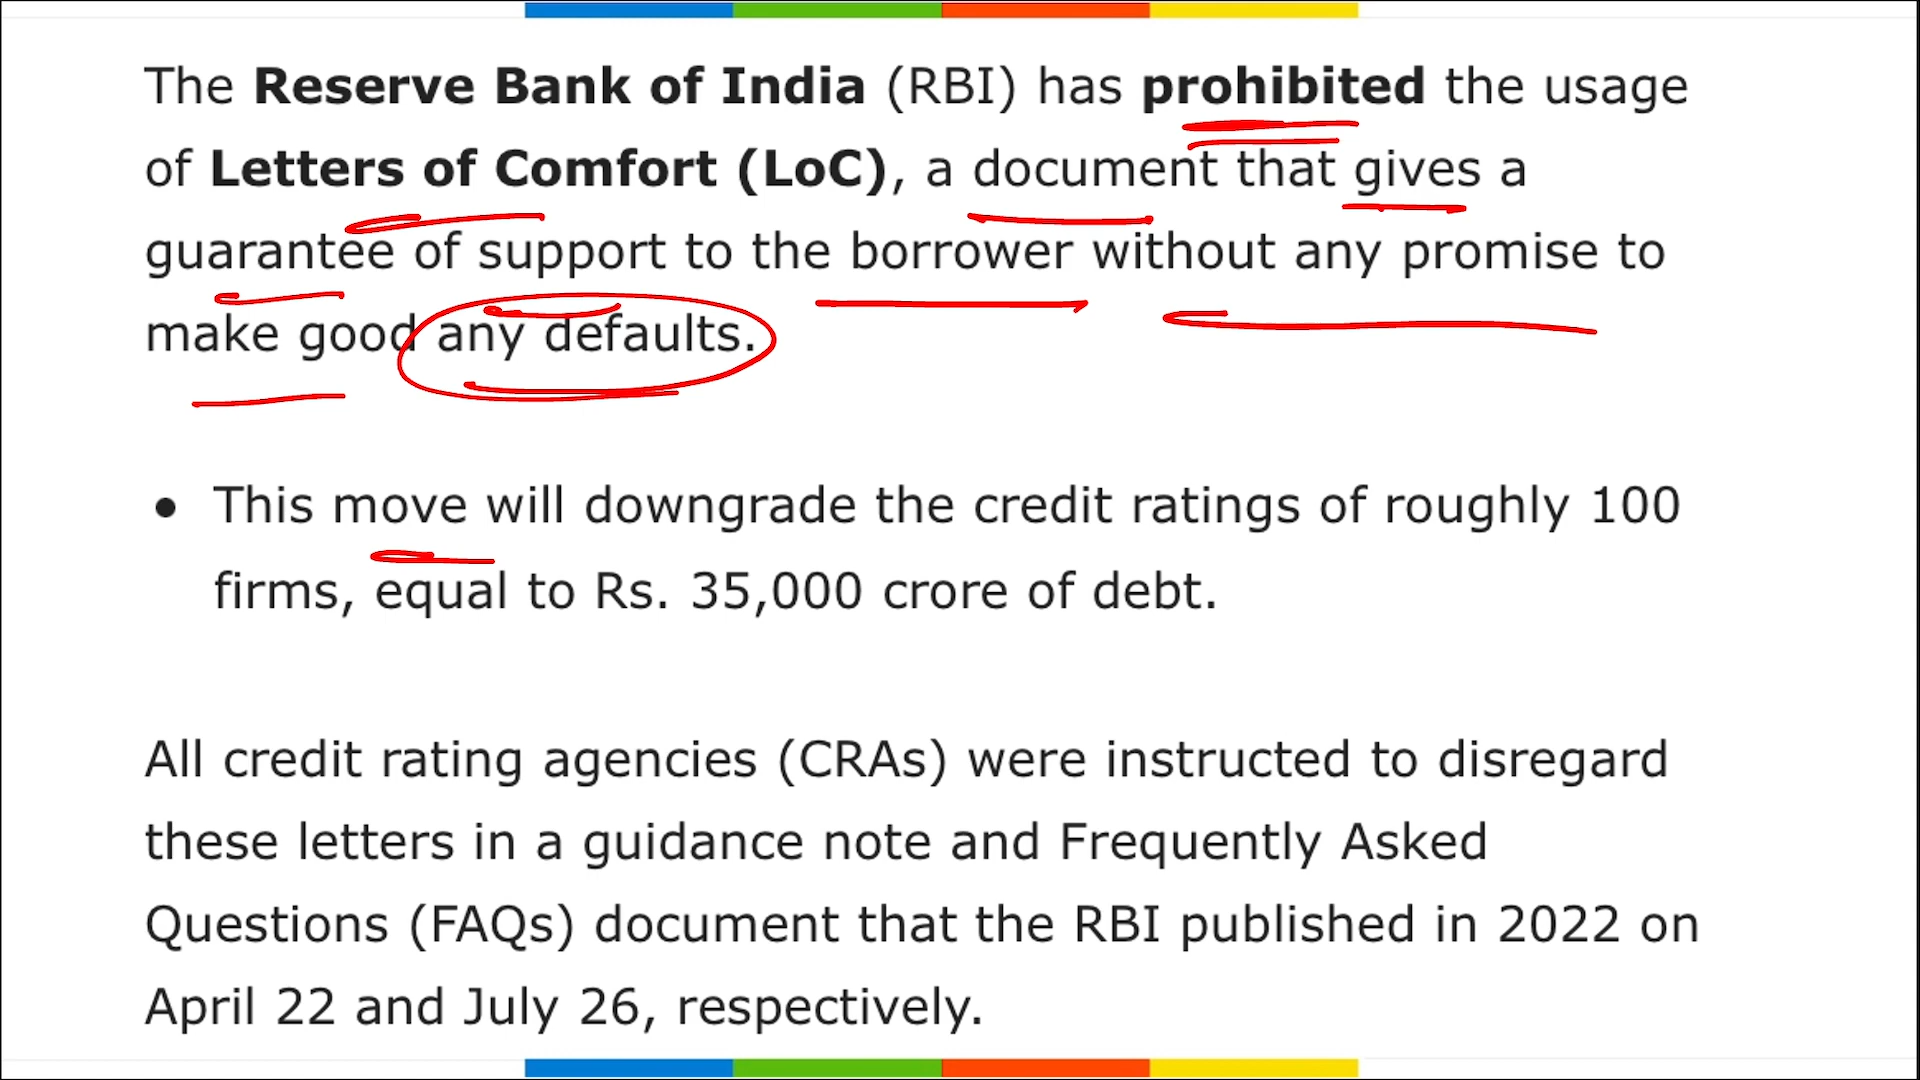 The Reserve Bank of India (RBI) has prohibited the usage
of Letters of Comfort (LoC), a document that gives a
guarantee of support to the borrower without any promise to
make good any defaults.
• This move will downgrade the credit ratings of roughly 100
firms, equal to Rs. 35,000 crore of debt.
All credit rating agencies (CRAs) were instructed to disregard
these letters in a guidance note and Frequently Asked
Questions (FAQs) document that the RBI published in 2022 on
April 22 and July 26, respectively.